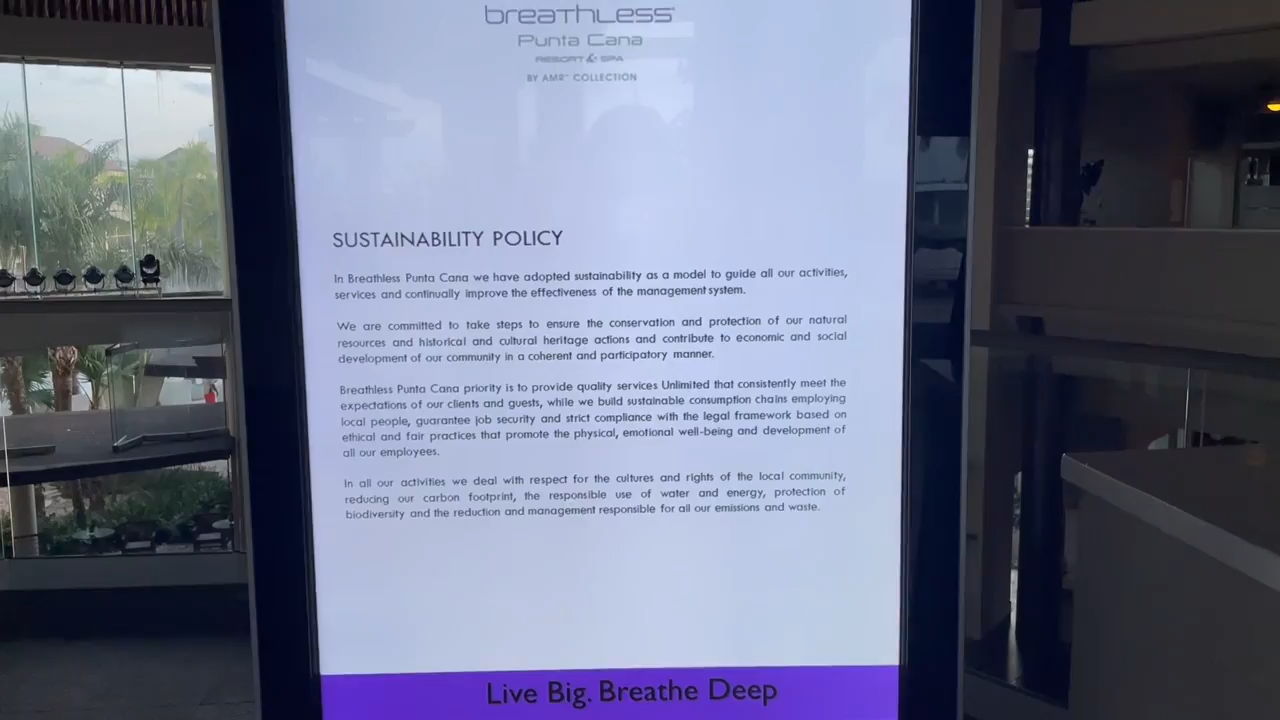 breathless
Punta Cana
RESORT & SPA
BY AMR™ COLLECTION
SUSTAINABILITY POLICY
In Breathless Punta Cana we have adopted sustainability as a model to guide all our activities,
services and continually improve the effectiveness of the management system.
We are committed to take steps to ensure the conservation and protection of our natural
resources and historical and cultural heritage actions and contribute to economic and social
development of our community in a coherent and participatory manner.
Breathless Punta Cana priority is to provide quality services Unlimited that consistently meet the
expectations of our clients and guests, while we build sustainable consumption chains employing
local people, guarantee job security and strict compliance with the legal framework based on
ethical and fair practices that promote the physical, emotional well-being and development of
all our employees.
In all our activities we deal with respect for the cultures and rights of the local community,
reducing our carbon footprint, the responsible use of water and energy, protection of
biodiversity and the reduction and management responsible for all our emissions and waste.
Live Big. Breathe Deep